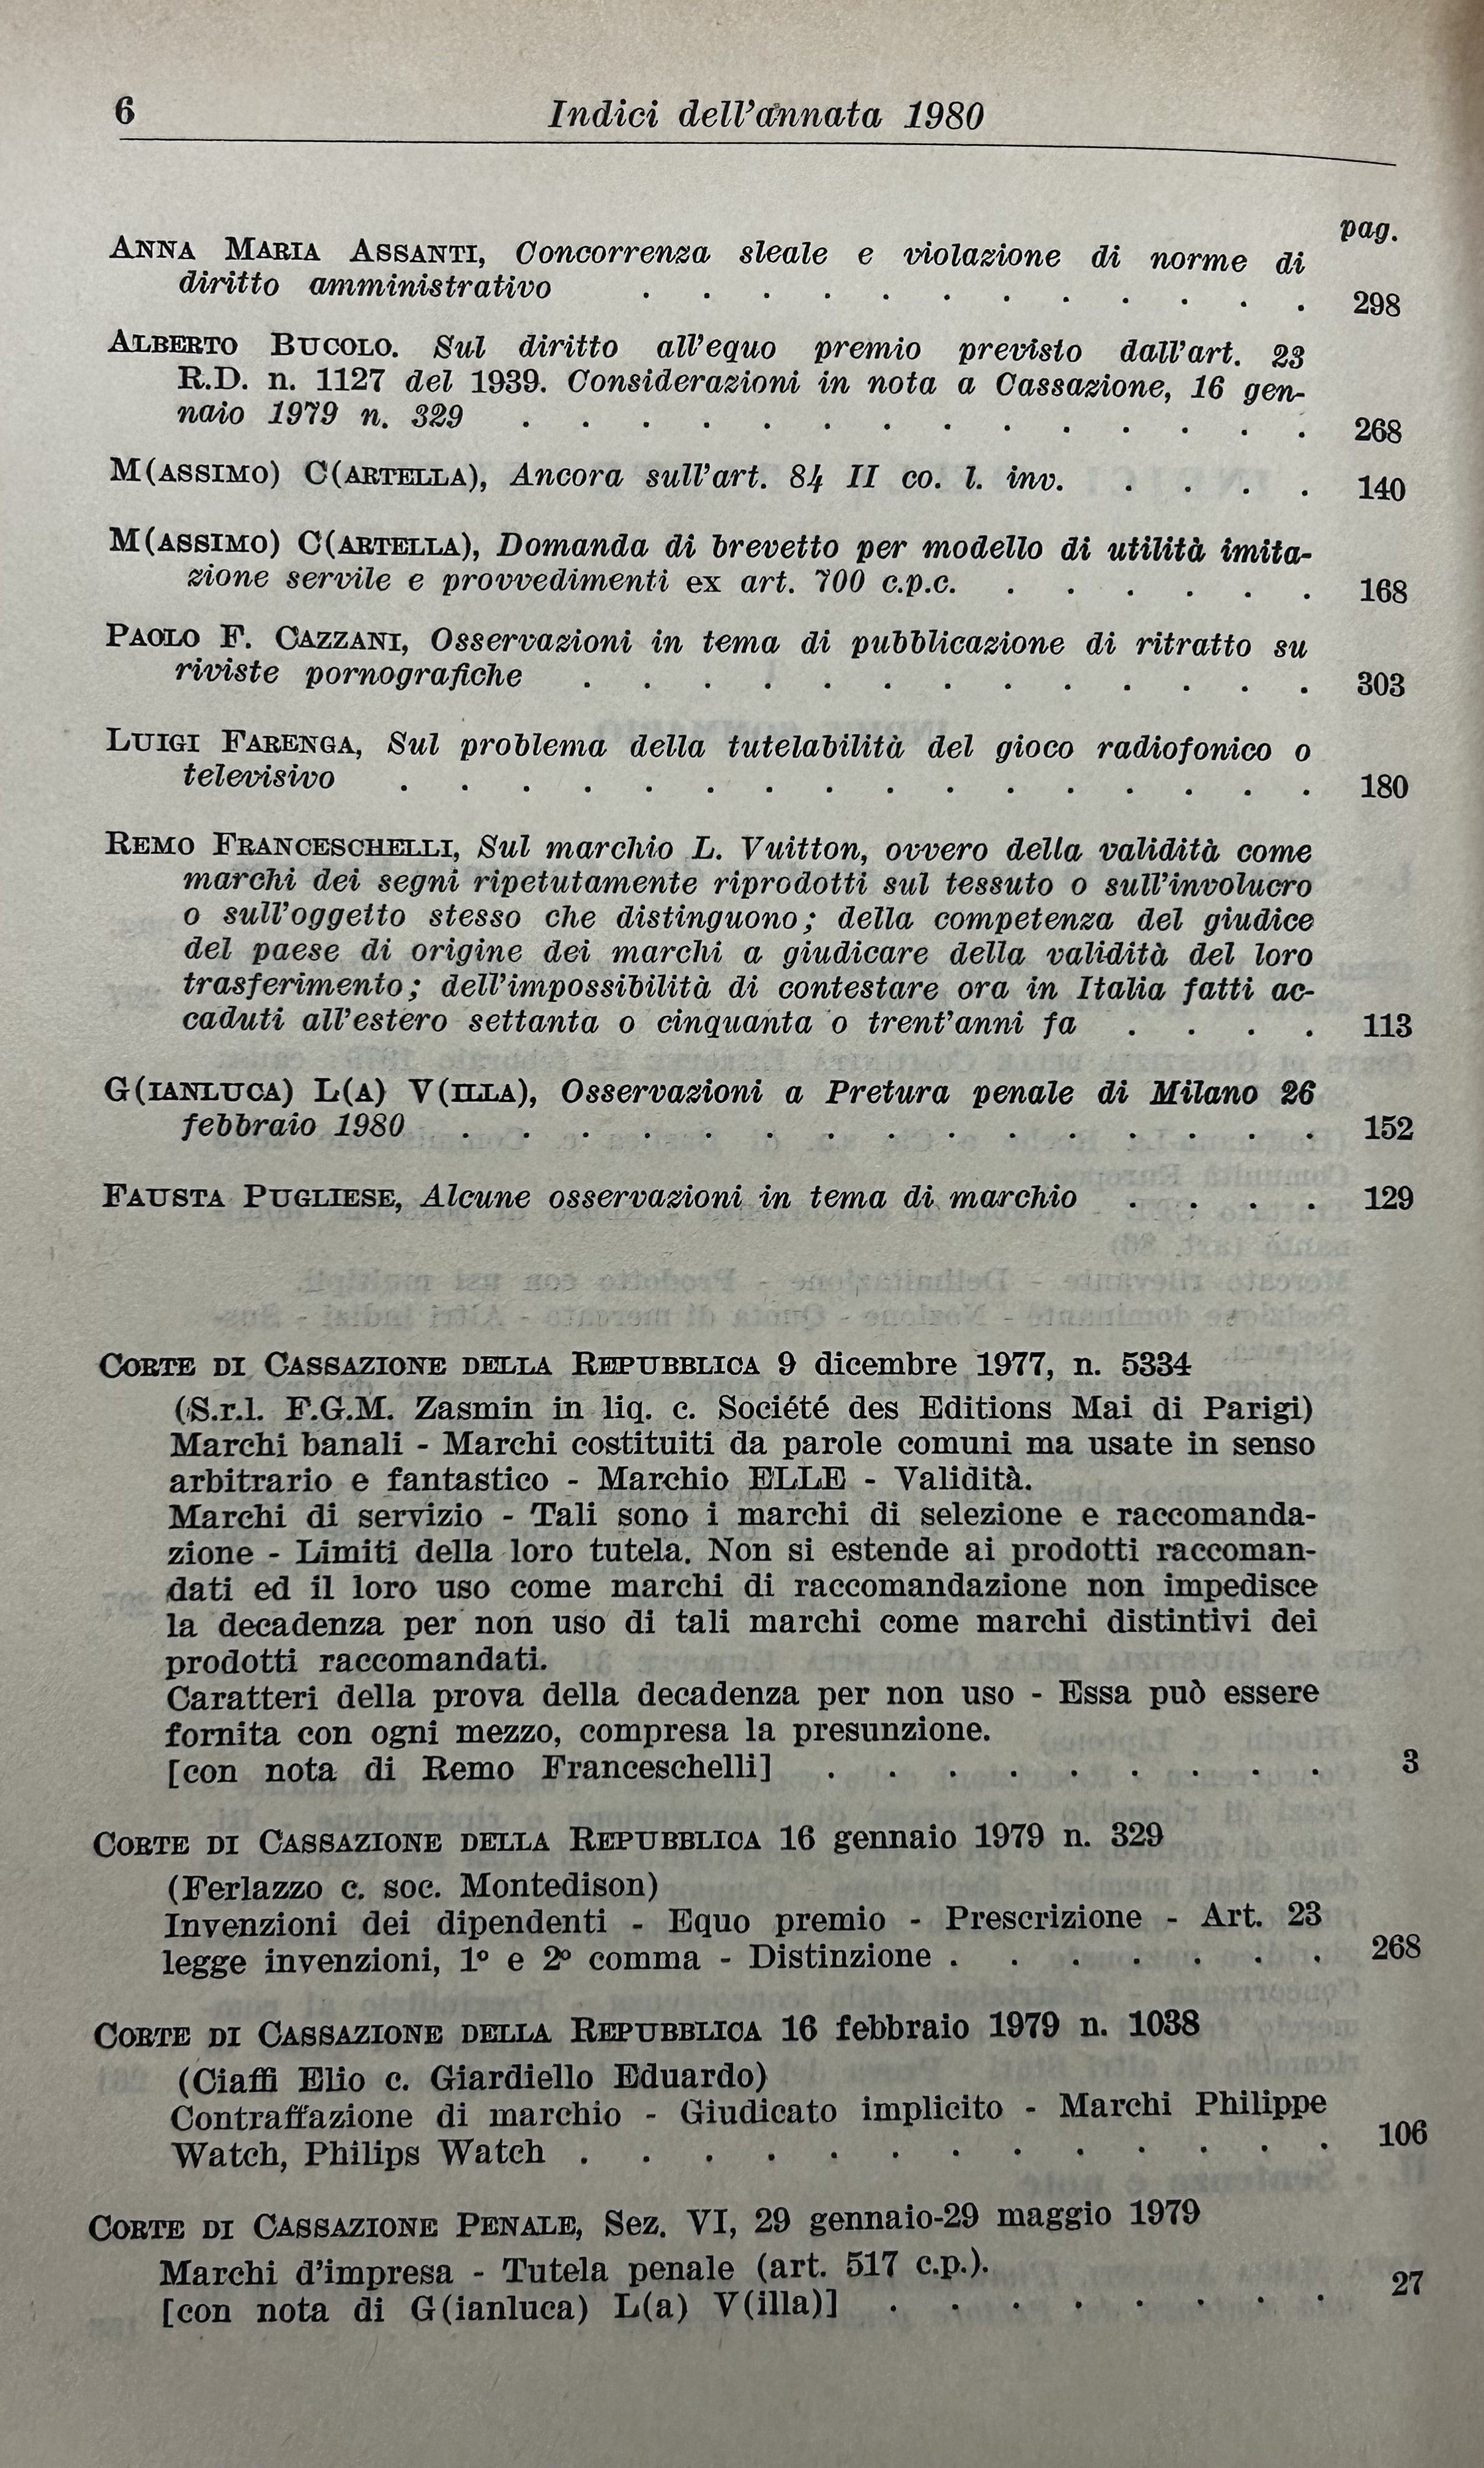 6 Indici dell'annata 1980
pag.
ANNA MARIA ASSANTI, Concorrenza sleale e violazione di norme di
diritto amministrativo . . . . . . . . . . . . 298
ALBERTO BUCOLO. Sul diritto all'equo premio previsto dall'art. 23
R.D. n. 1127 del 1939. Considerazioni in nota a Cassazione, 16 gen-
naio 1979 n. 329 . . . . . . . . . . . . . . 268
M(ASSIMO) C(ARTELLA), Ancora sull'art. 84 II co. l. inv. . . . . 140
M(ASSIMO) C(ARTELLA), Domanda di brevetto per modello di utilità imita-
zione servile e provvedimenti ex art. 700 c.p.c. . . . . . . 168
PAOLO F. CAZZANI, Osservazioni in tema di pubblicazione di ritratto su
riviste pornografiche . . . . . . . . . . . . . 303
LUIGI FARENGA, Sul problema della tutelabilità del gioco radiofonico o
televisivo . . . . . . . . . . . . . . . . 180
REMO FRANCESCHELLI, Sul marchio L. Vuitton, ovvero della validità come
marchi dei segni ripetutamente riprodotti sul tessuto o sull'involucro
o sull'oggetto stesso che distinguono; della competenza del giudice
del paese di origine dei marchi a giudicare della validità del loro
trasferimento; dell'impossibilità di contestare ora in Italia fatti ac-
caduti all'estero settanta o cinquanta o trent'anni fa . . . . 113
G(IANLUCA) L(A) V(ILLA), Osservazioni a Pretura penale di Milano 26
febbraio 1980 . . . . . . . . . . . . . . . 152
FAUSTA PUGLIESE, Alcune osservazioni in tema di marchio . . . . 129
CORTE DI CASSAZIONE DELLA REPUBBLICA 9 dicembre 1977, n. 5334
(S.r.l. F.G.M. Zasmin in liq. c. Société des Editions Mai di Parigi)
Marchi banali - Marchi costituiti da parole comuni ma usate in senso
arbitrario e fantastico - Marchio ELLE - Validità.
Marchi di servizio - Tali sono i marchi di selezione e raccomanda-
zione - Limiti della loro tutela. Non si estende ai prodotti raccoman-
dati ed il loro uso come marchi di raccomandazione non impedisce
la decadenza per non uso di tali marchi come marchi distintivi dei
prodotti raccomandati.
Caratteri della prova della decadenza per non uso - Essa può essere
fornita con ogni mezzo, compresa la presunzione.
[con nota di Remo Franceschelli] . . . . . . . . . 3
CORTE DI CASSAZIONE DELLA REPUBBLICA 16 gennaio 1979 n. 329
(Ferlazzo c. soc. Montedison)
Invenzioni dei dipendenti - Equo premio - Prescrizione - Art. 23
legge invenzioni, 1º e 2º comma - Distinzione . . . . . . . 268
CORTE DI CASSAZIONE DELLA REPUBBLICA 16 febbraio 1979 n. 1038
(Ciaffi Elio c. Giardiello Eduardo)
Contraffazione di marchio - Giudicato implicito - Marchi Philippe
Watch, Philips Watch . . . . . . . . . . . . . 106
CORTE DI CASSAZIONE PENALE, Sez. VI, 29 gennaio-29 maggio 1979
Marchi d'impresa - Tutela penale (art. 517 c.p.).
[con nota di G(ianluca) L(a) V(illa)] . . . . . . . . 27